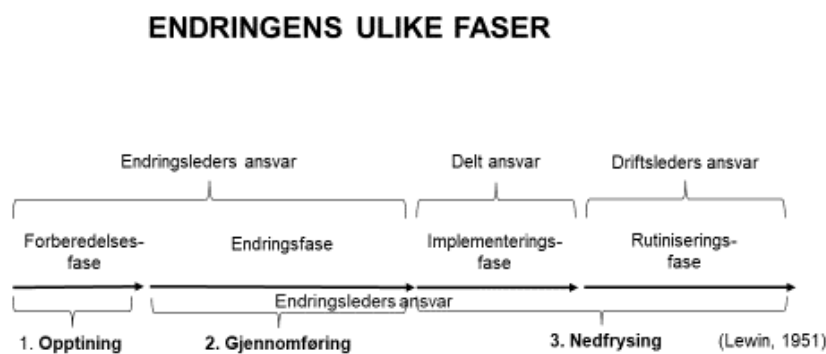 ENDRINGENS ULIKE FASER
Endringsleders ansvar
Delt ansvar
Driftsleders ansvar
Forberedelses-
fase
Endringsfase
Implementerings-
fase
Rutiniserings-
fase
Endringsleders ansvar
1. Opptining
2. Gjennomføring
3. Nedfrysing
(Lewin, 1951)